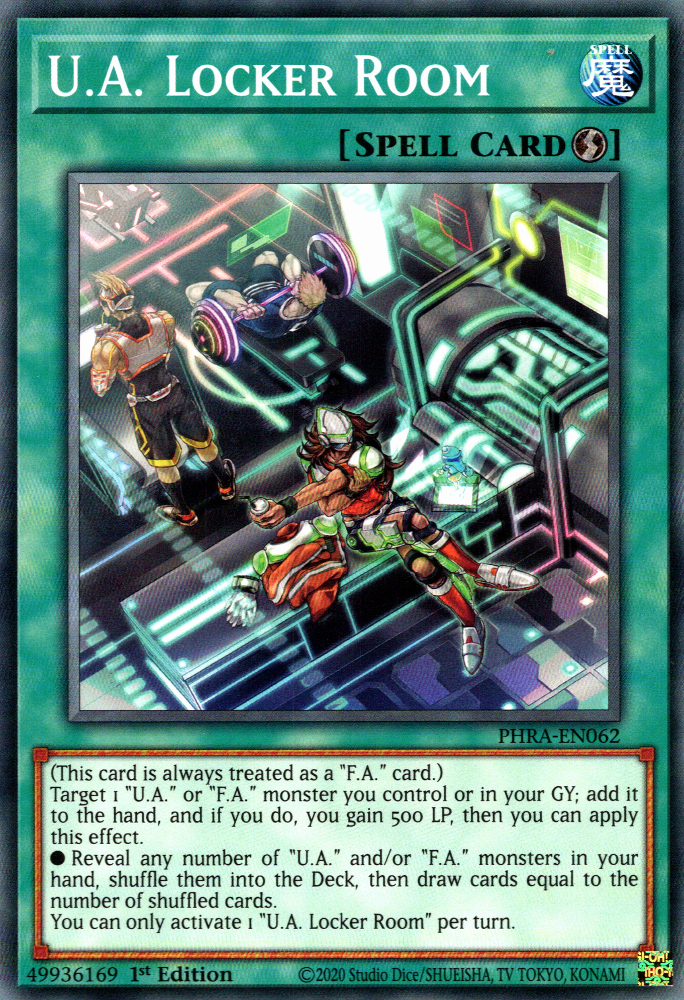 U.A. Locker Room
SPELL
魔
[Spell Card]
PHRA-EN062
(This card is always treated as a "F.A." card.)
Target 1 "U.A." or "F.A." monster you control or in your GY; add it
to the hand, and if you do, you gain 500 LP, then you can apply
this effect.
● Reveal any number of "U.A." and/or "F.A." monsters in your
hand, shuffle them into the Deck, then draw cards equal to the
number of shuffled cards.
You can only activate 1 "U.A. Locker Room" per turn.
49936169 1st Edition ©2020 Studio Dice/SHUEISHA, TV TOKYO, KONAMI